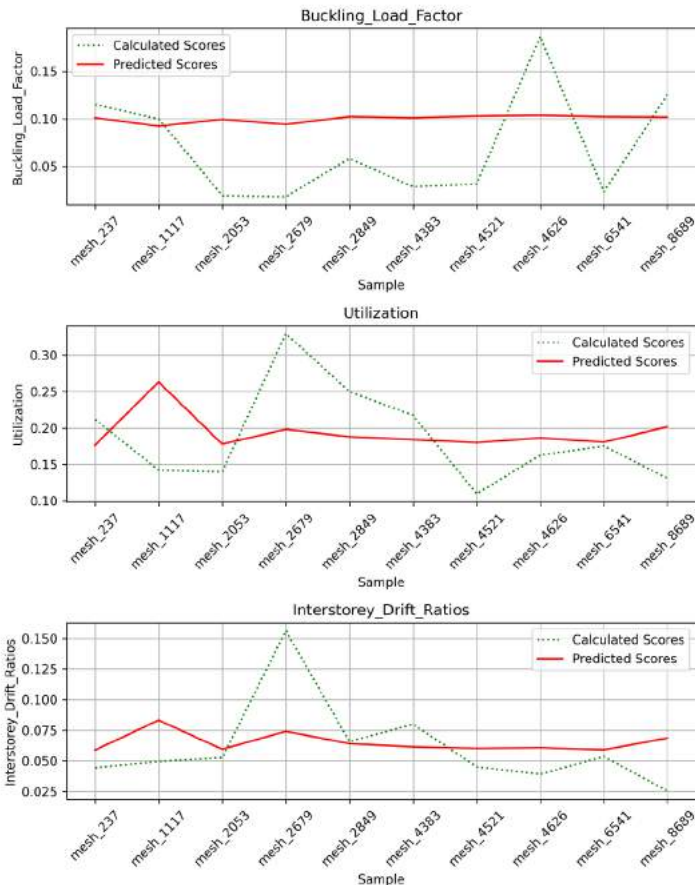 Buckling_Load_Factor
Calculated Scores
Predicted Scores
Buckling_Load_Factor
0.15
0.10
0.05
mesh_237 mesh_1117 mesh_2053 mesh_2679 mesh_2849 mesh_4383 mesh_4521 mesh_4626 mesh_6541 mesh_8689
Sample
Utilization
Calculated Scores
Predicted Scores
Utilization
0.30
0.25
0.20
0.15
0.10
mesh_237 mesh_1117 mesh_2053 mesh_2679 mesh_2849 mesh_4383 mesh_4521 mesh_4626 mesh_6541 mesh_8689
Sample
Interstorey_Drift_Ratios
Calculated Scores
Predicted Scores
Interstorey_Drift_Ratios
0.150
0.125
0.100
0.075
0.050
0.025
mesh_237 mesh_1117 mesh_2053 mesh_2679 mesh_2849 mesh_4383 mesh_4521 mesh_4626 mesh_6541 mesh_8689
Sample